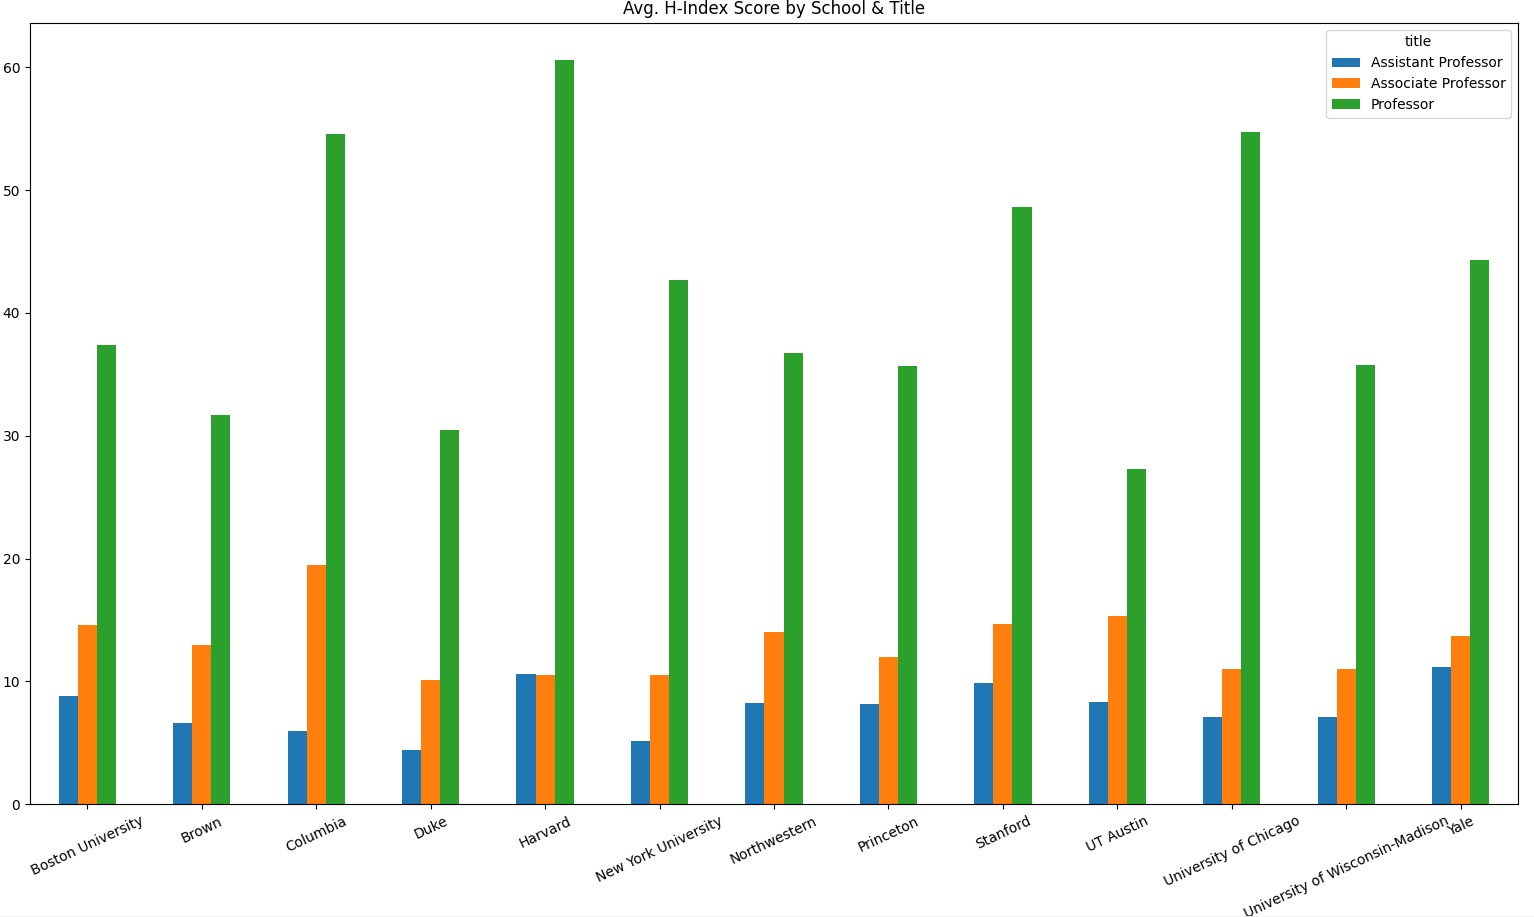 Avg. H-Index Score by School & Title
title
Assistant Professor
Associate Professor
Professor
60
50
40
30
20
10
0
Boston University
Brown
Columbia
Duke
Harvard
New York University
Northwestern
Princeton
Stanford
UT Austin
University of Chicago
University of Wisconsin-Madison
Yale